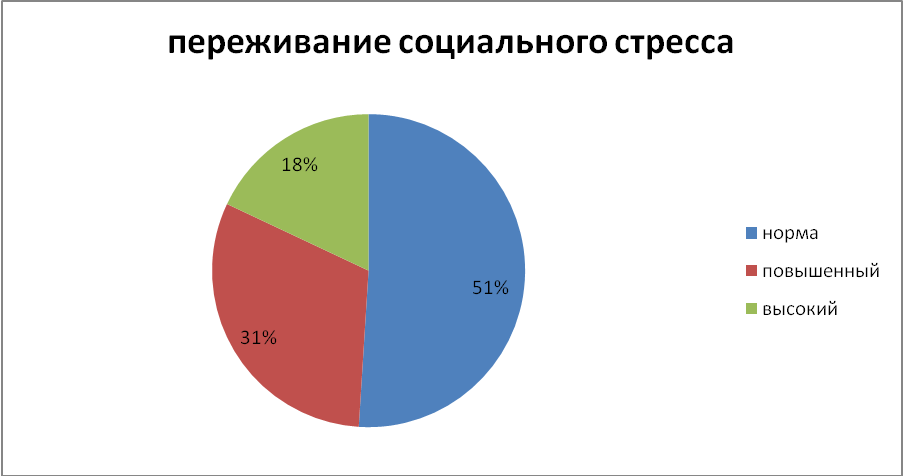 переживание социального стресса
18%
51%
31%
норма
повышенный
высокий